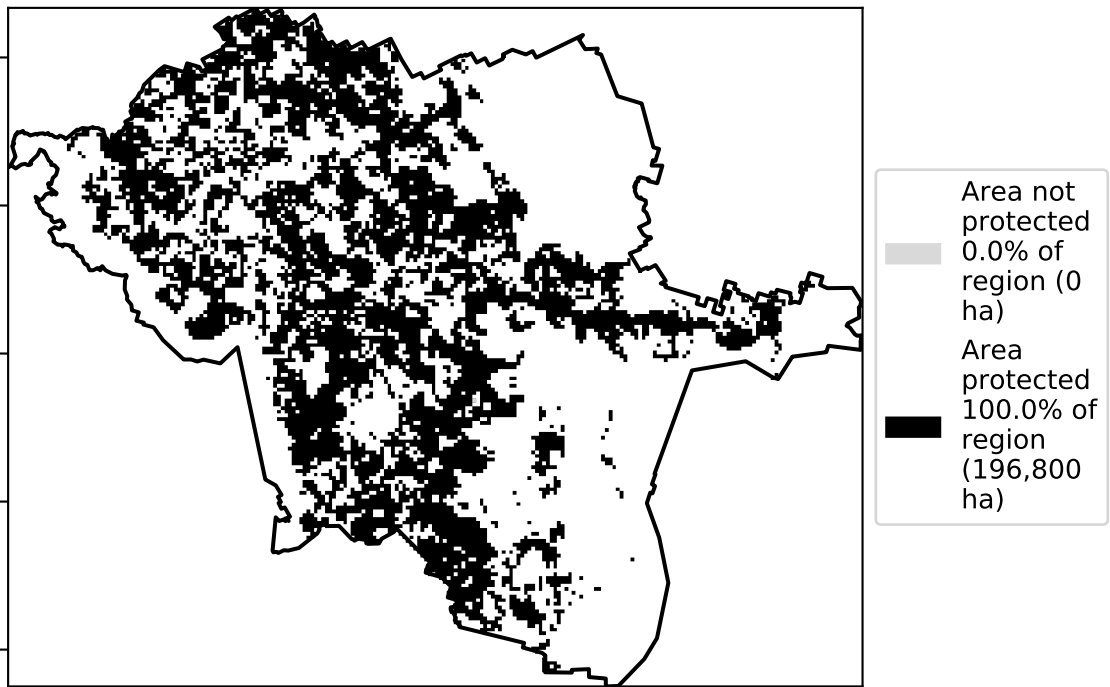 Area not
protected
0.0% of
region (0
ha)
Area
protected
100.0% of
region
(196,800
ha)